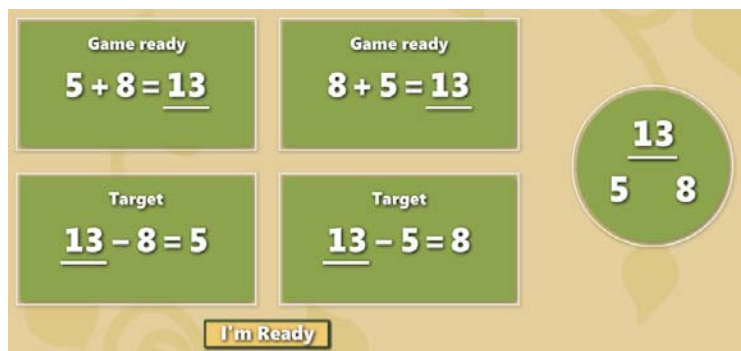 Game ready
5 + 8 = 13
Game ready
8 + 5 = 13
13
5 8
Target
13 – 8 = 5
Target
13 – 5 = 8
I'm Ready